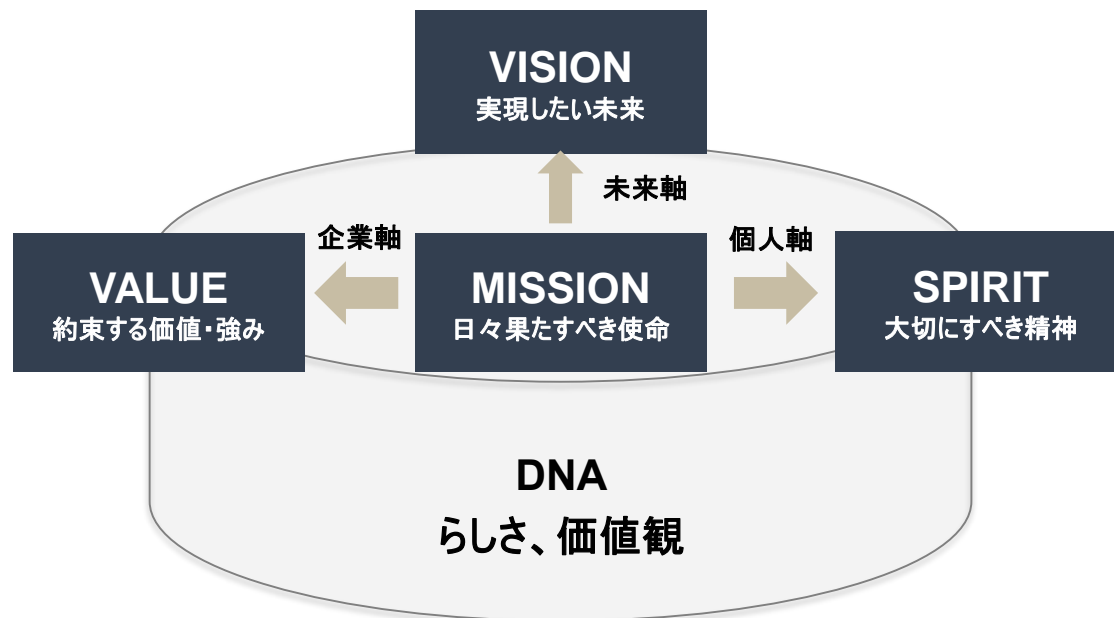 VISION
実現したい未来
未来軸
企業軸
個人軸
VALUE
約束する価値・強み
MISSION
日々果たすべき使命
SPIRIT
大切にすべき精神
DNA
らしさ、価値観